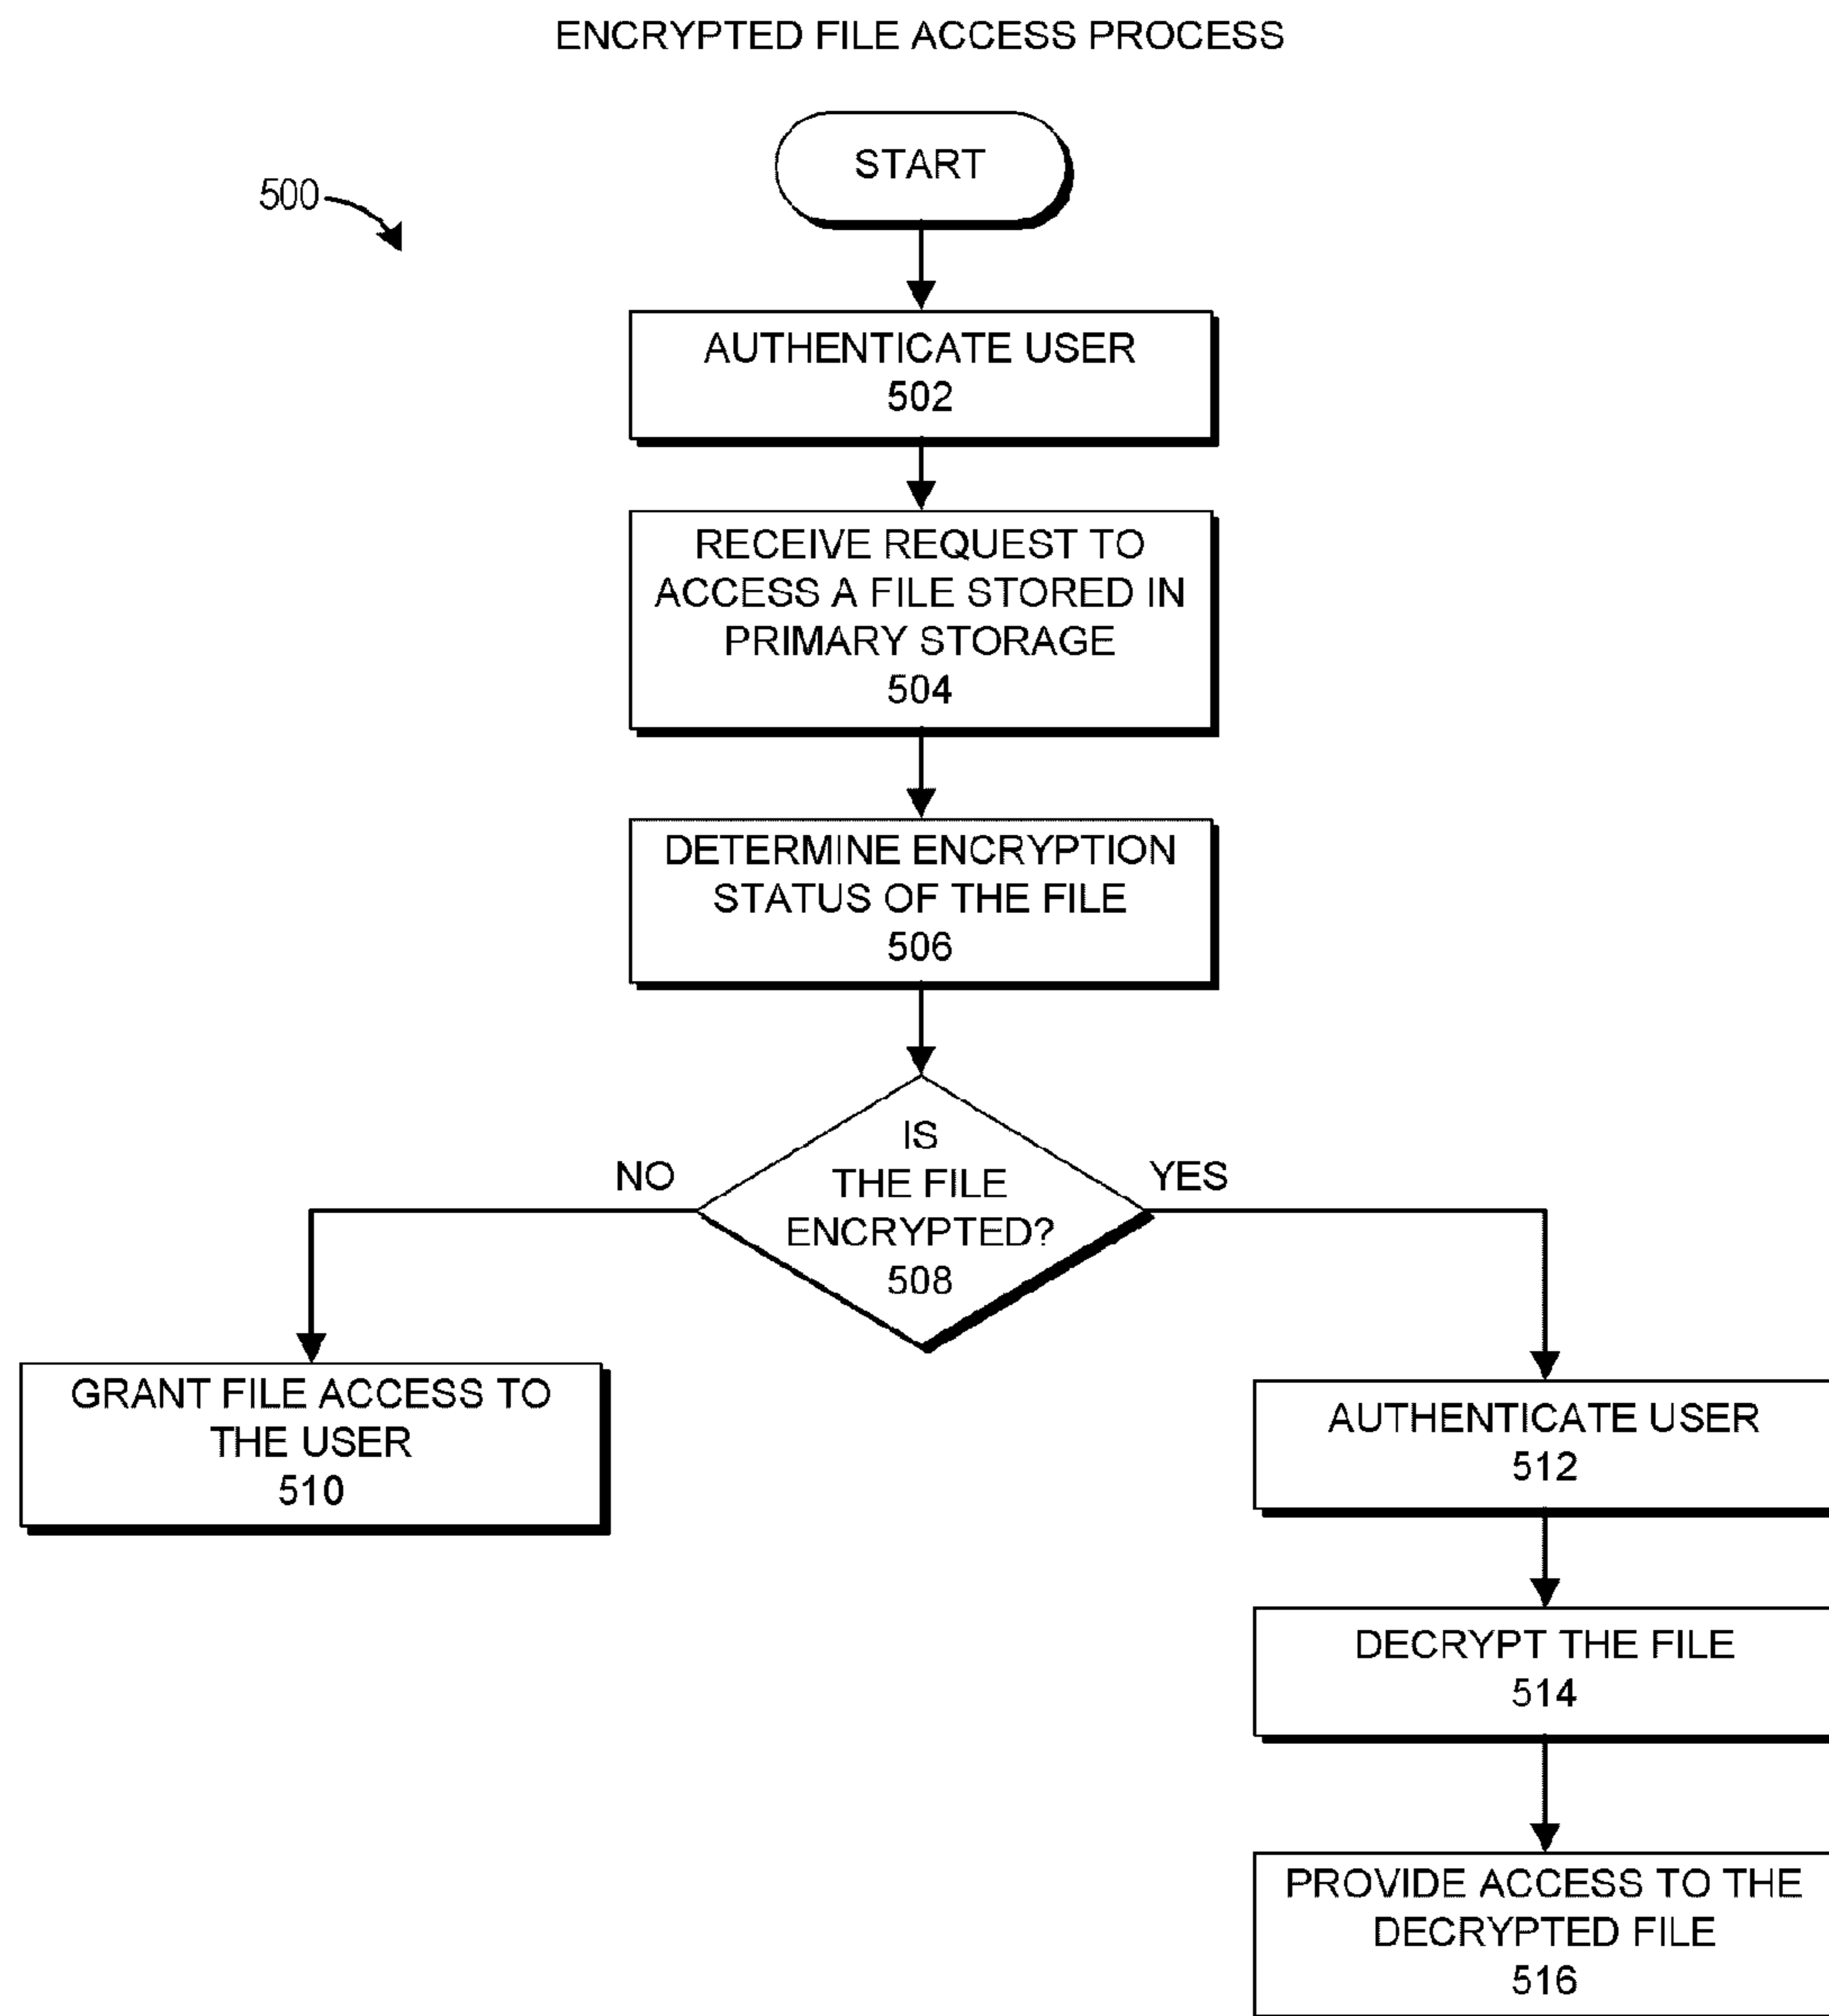 ENCRYPTED FILE ACCESS PROCESS
START
500
AUTHENTICATE USER
502
RECEIVE REQUEST TO
ACCESS A FILE STORED IN
PRIMARY STORAGE
504
DETERMINE ENCRYPTION
STATUS OF THE FILE
506
IS
THE FILE
ENCRYPTED?
508
NO
YES
GRANT FILE ACCESS TO
THE USER
510
AUTHENTICATE USER
512
DECRYPT THE FILE
514
PROVIDE ACCESS TO THE
DECRYPTED FILE
516